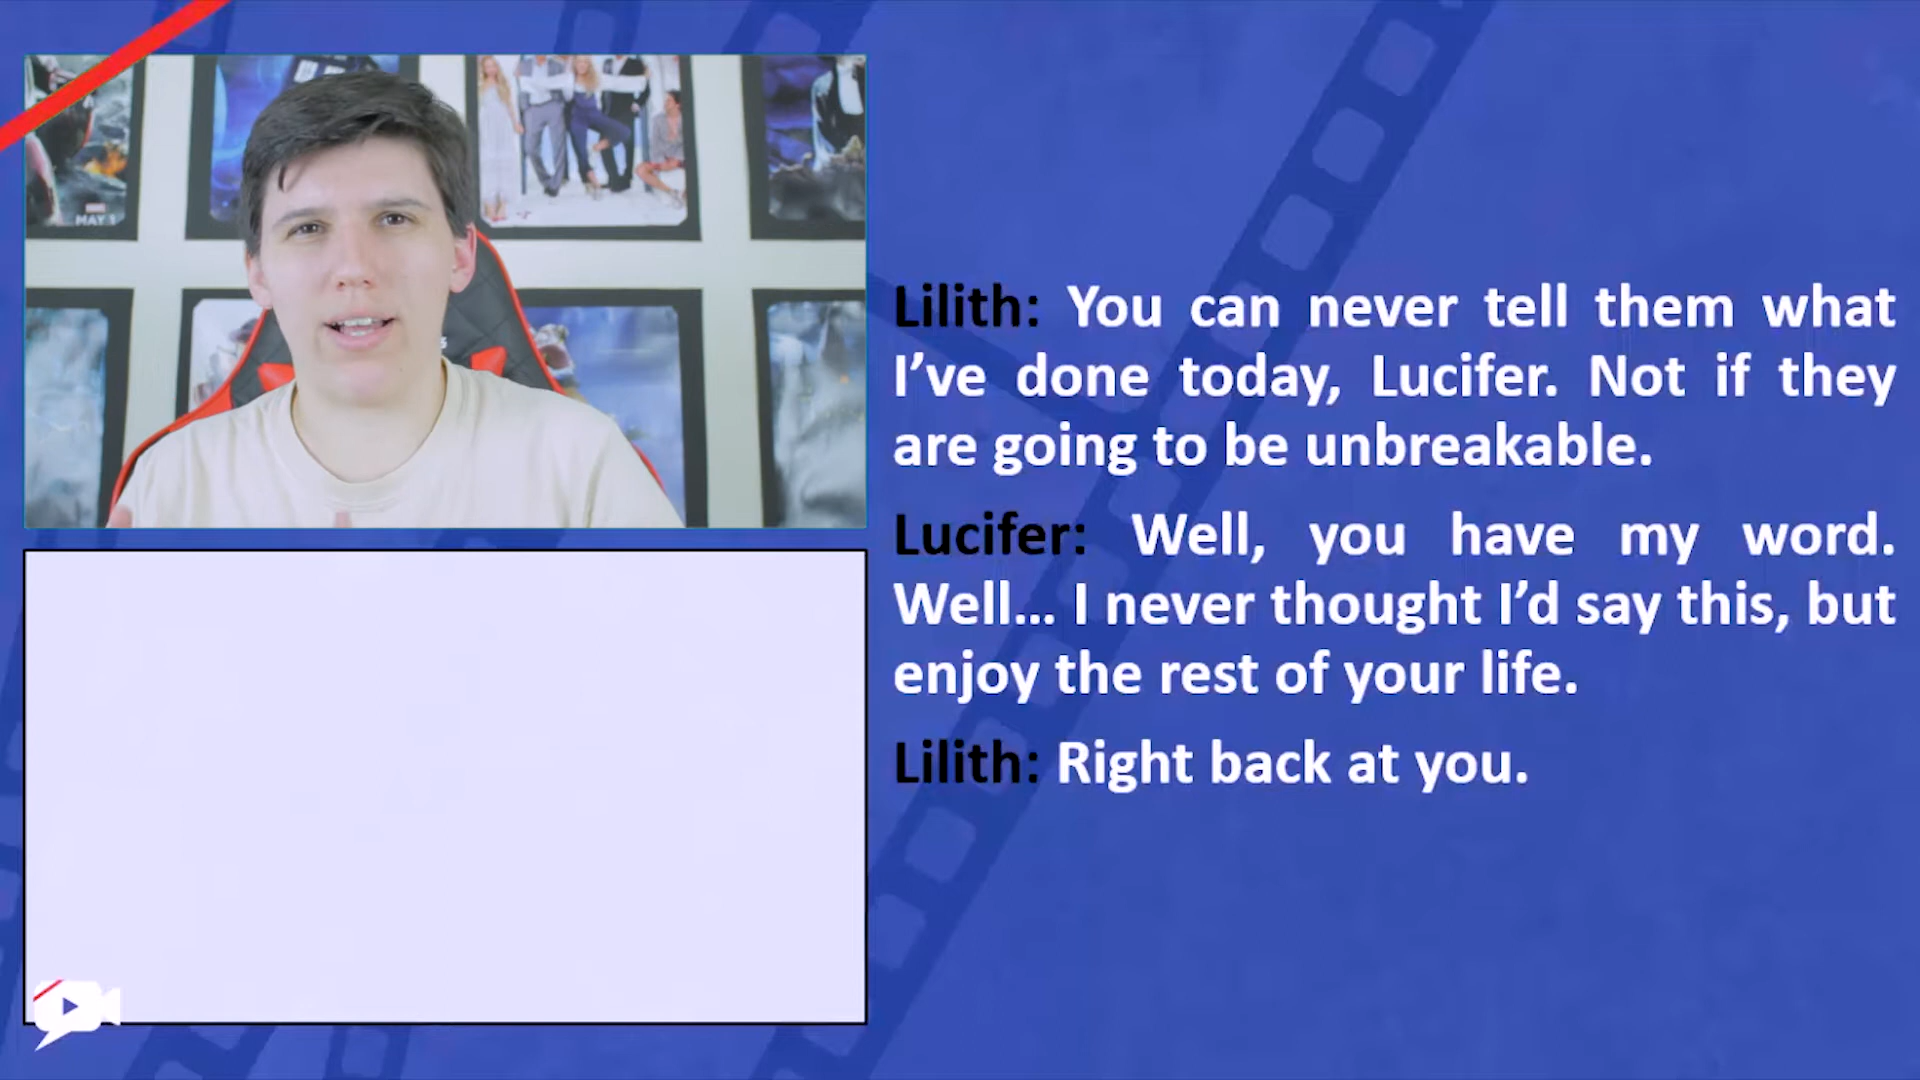 MAY 1
Lilith: You can never tell them what
I've done today, Lucifer. Not if they
are going to be unbreakable.
Lucifer: Well, you have my word.
Well... I never thought I'd say this, but
enjoy the rest of your life.
Lilith: Right back at you.